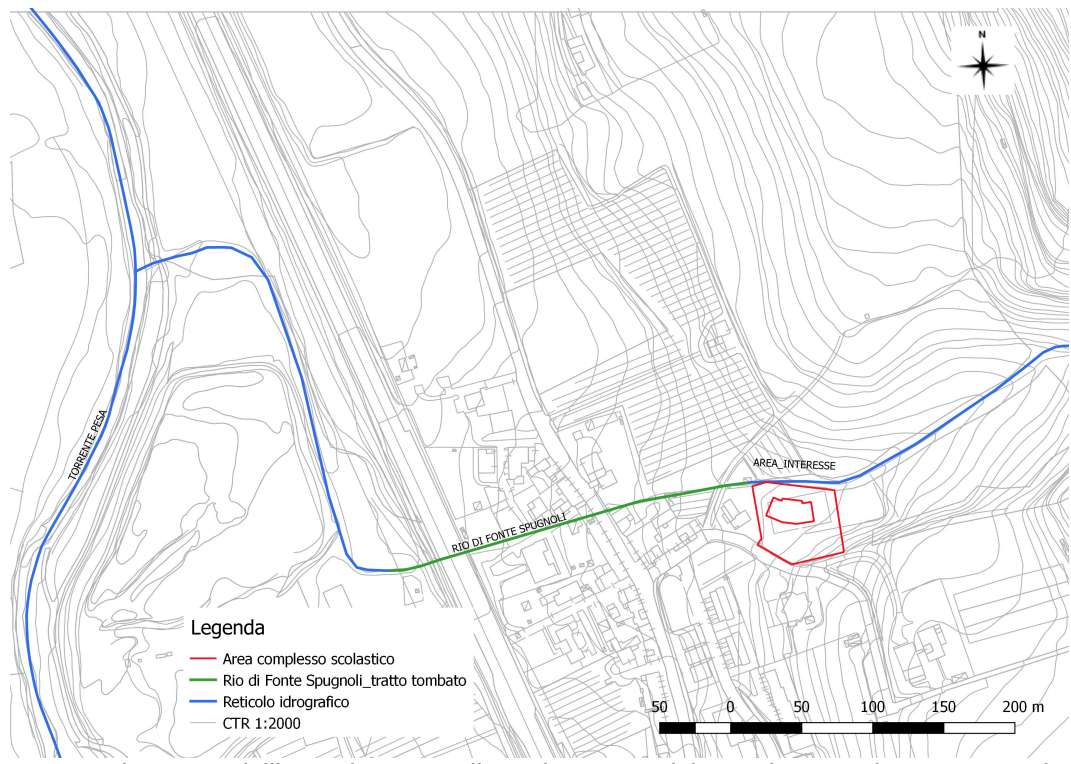 N
TORRENTE PESA
AREA_INTERESSE
RIO DI FONTE SPUGNOLI
Legenda
Area complesso scolastico
Rio di Fonte Spugnoli_tratto tombato
Reticolo idrografico
CTR 1:2000
50 0 50 100 150 200 m